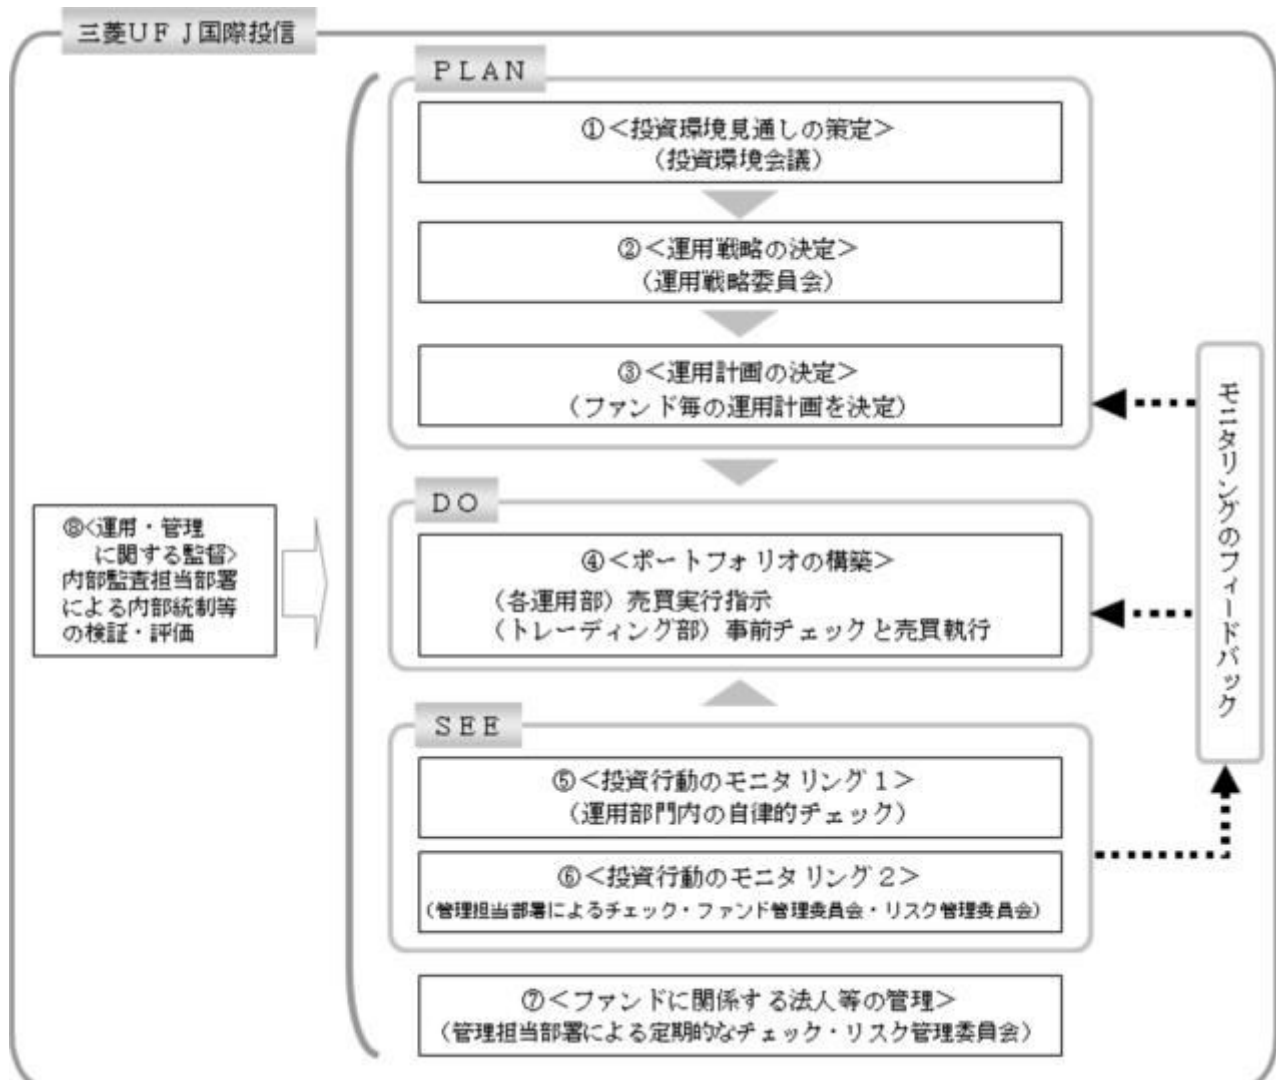 三菱ＵＦＪ国際投信
ＰＬＡＮ
①＜投資環境見通しの策定＞
（投資環境会議）
②＜運用戦略の決定＞
（運用戦略委員会）
③＜運用計画の決定＞
（ファンド毎の運用計画を決定）
ＤＯ
④＜ポートフォリオの構築＞
（各運用部）売買実行指示
（トレーディング部）事前チェックと売買執行
ＳＥＥ
⑤＜投資行動のモニタリング１＞
（運用部門内の自律的チェック）
⑥＜投資行動のモニタリング２＞
（管理担当部署によるチェック・ファンド管理委員会・リスク管理委員会）
⑦＜ファンドに関係する法人等の管理＞
（管理担当部署による定期的なチェック・リスク管理委員会）
⑧＜運用・管理
に関する監督＞
内部監査担当部署
による内部統制等
の検証・評価
モニタリングのフィードバック